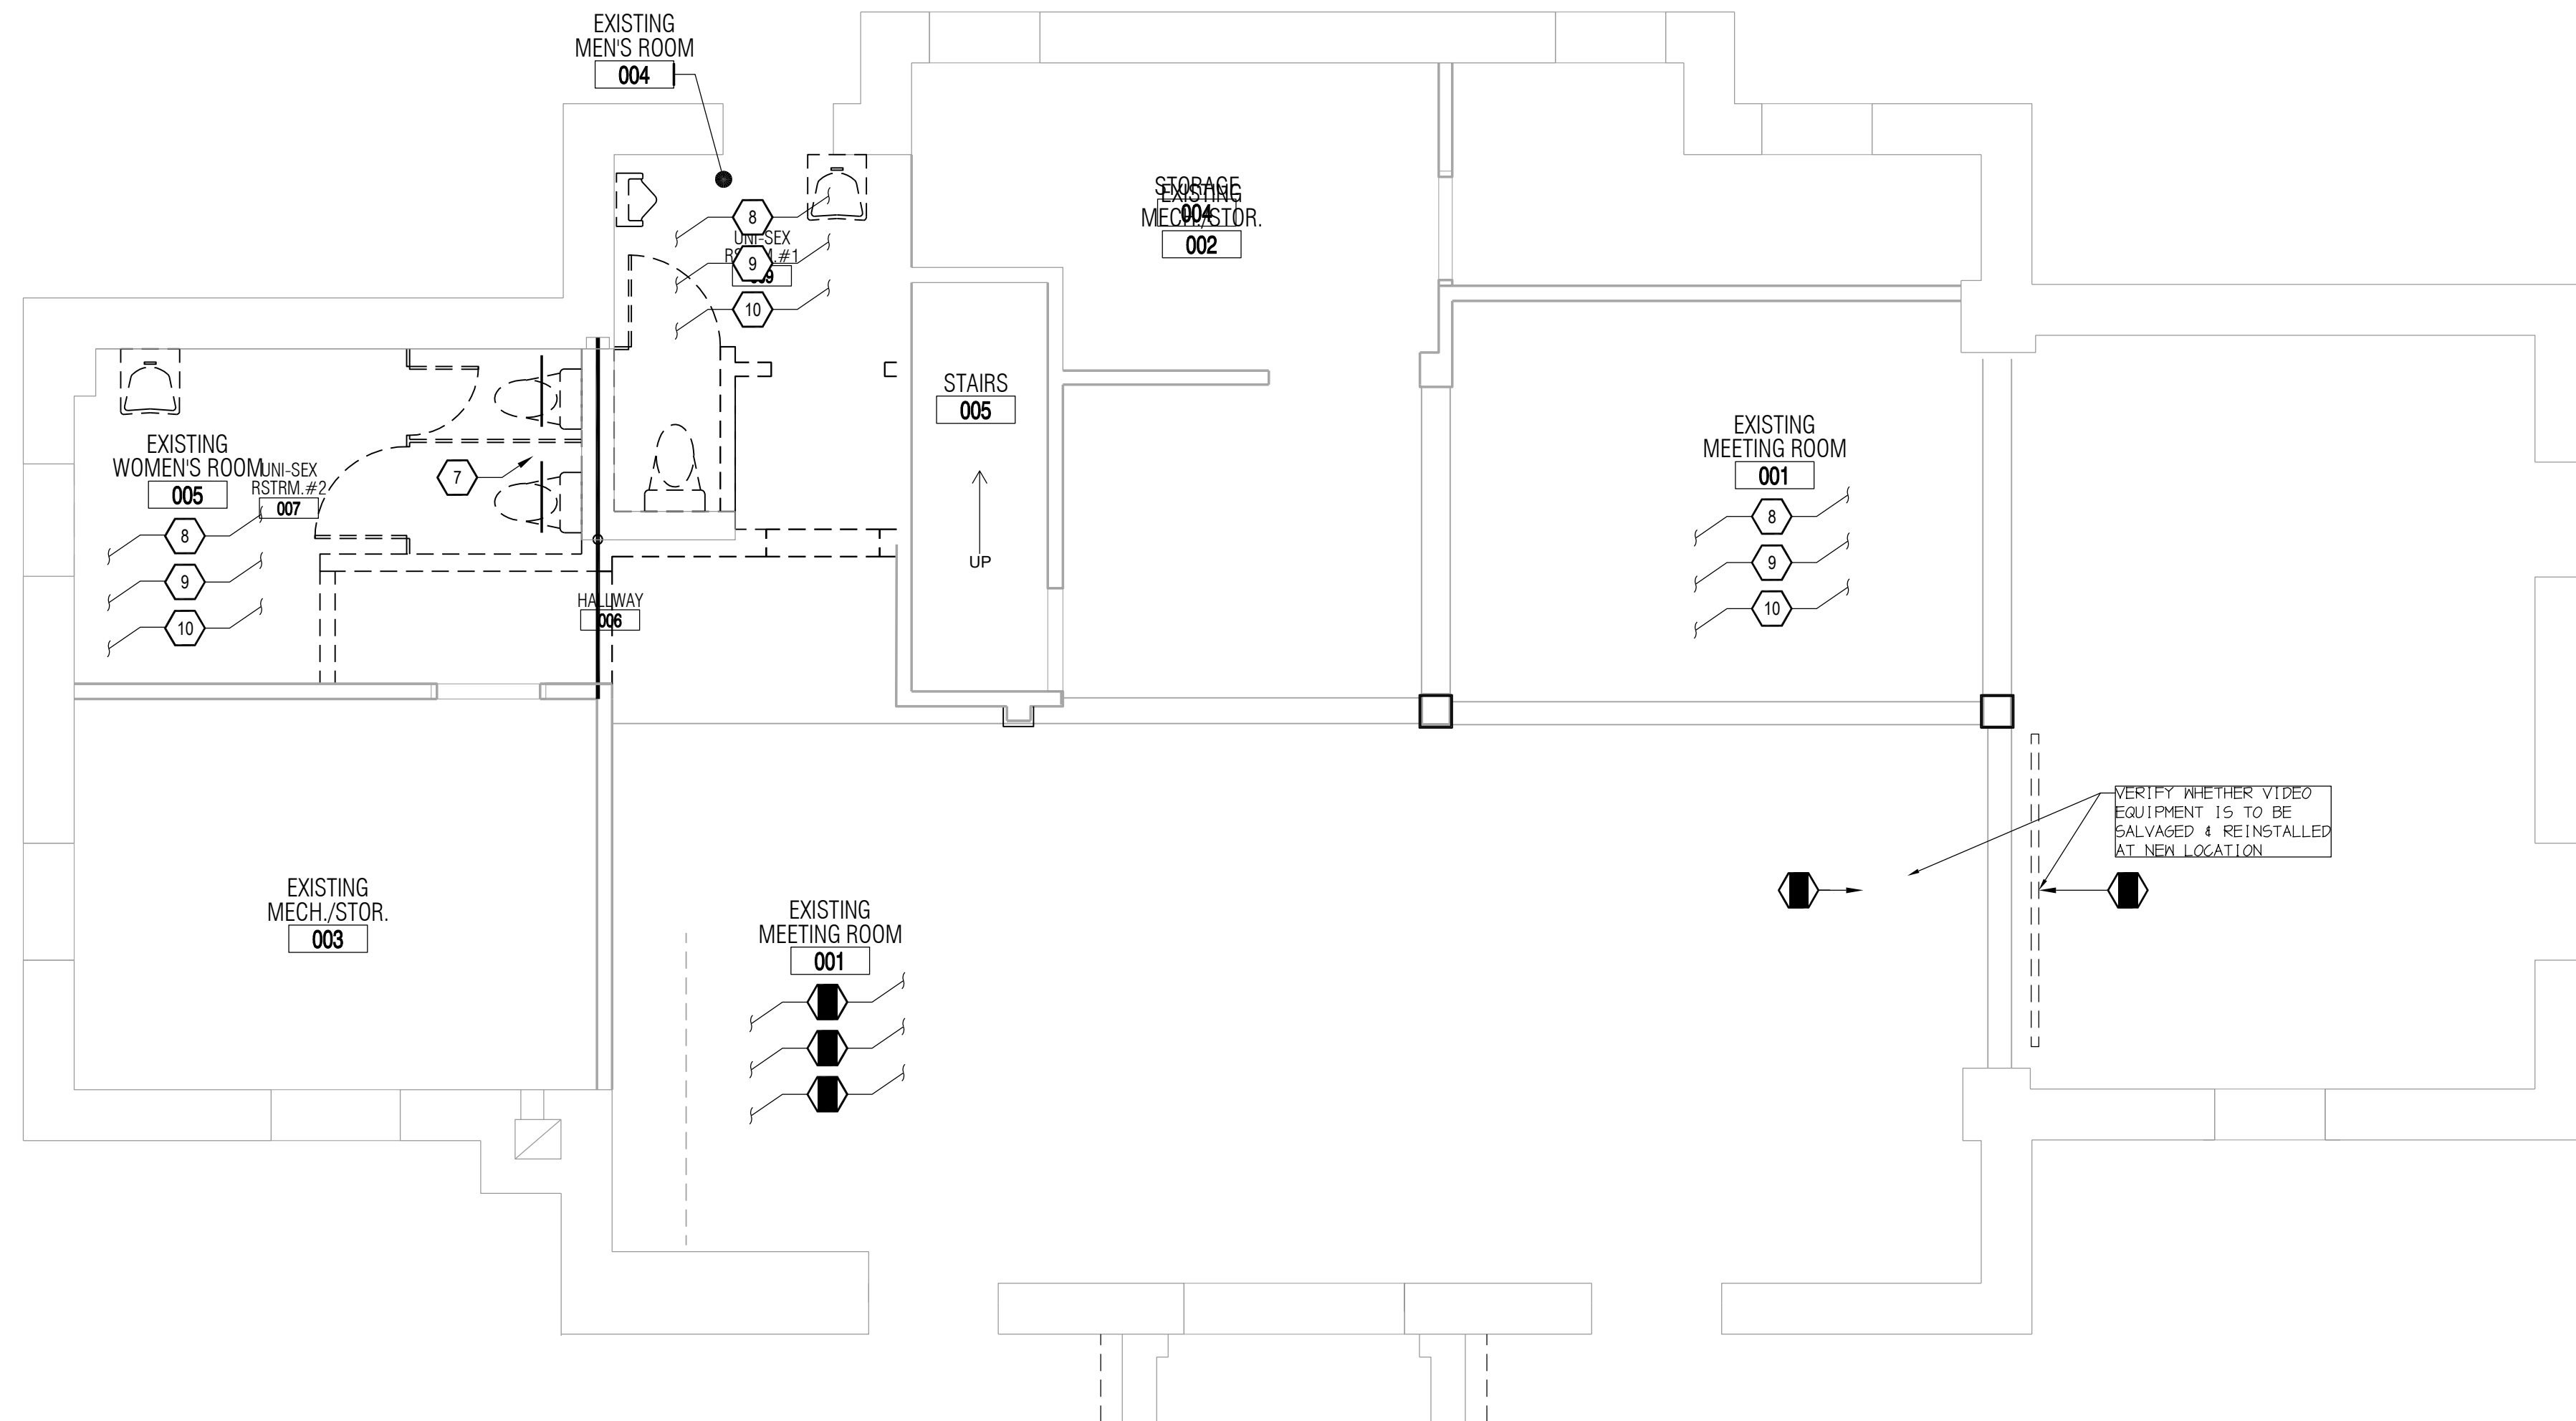 EXISTING
MEN'S ROOM
004
8
UNI-SEX
9
10
STORAGE
004
EXISTING
MECH./STOR.
002
STAIRS
005
UP
EXISTING
MEETING ROOM
001
8
9
10
EXISTING
WOMEN'S ROOM
005
UNI-SEX
RSTRM.#2
007
7
8
9
10
HALLWAY
006
EXISTING
MECH./STOR.
003
EXISTING
MEETING ROOM
001
VERIFY WHETHER VIDEO
EQUIPMENT IS TO BE
SALVAGED & REINSTALLED
AT NEW LOCATION